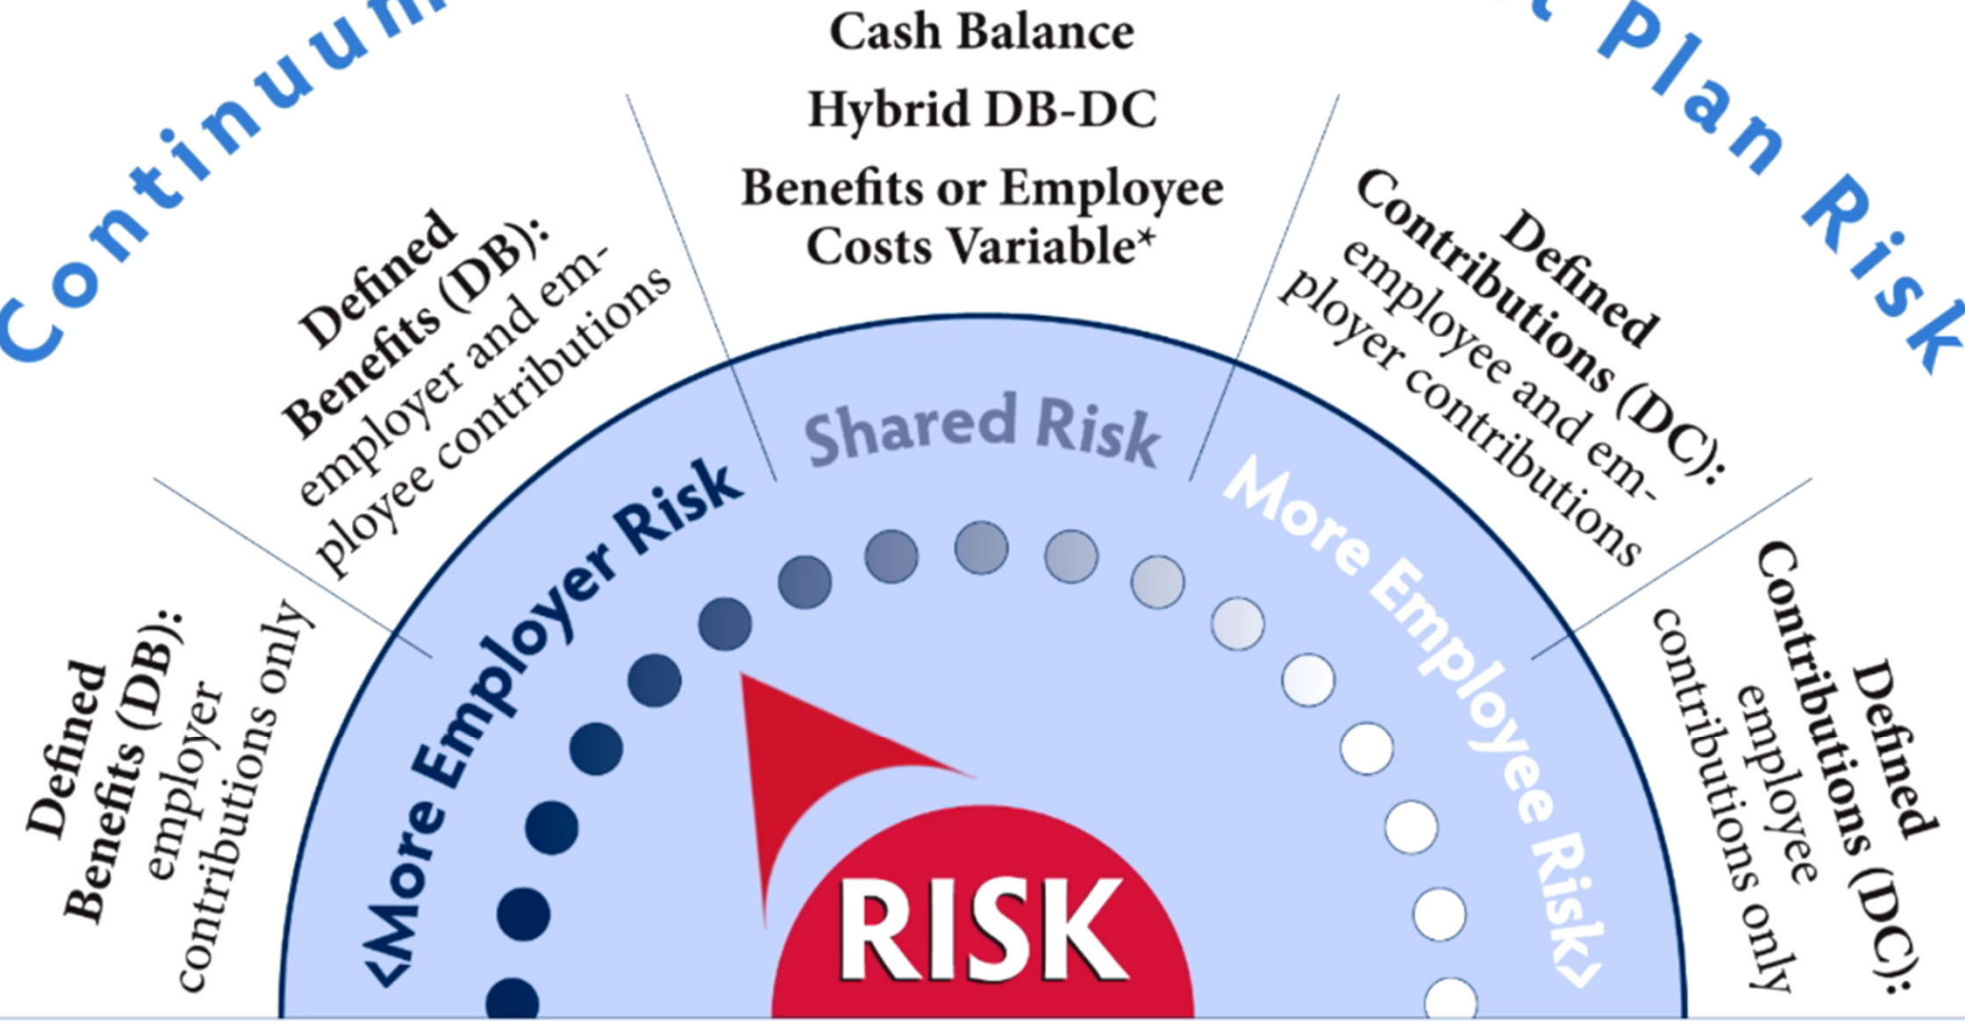 Continuum
t Plan Risk
Cash Balance
Hybrid DB-DC
Benefits or Employee
Costs Variable*
Defined
Benefits (DB):
employer
contributions only
Defined
Benefits (DB):
employer and em-
ployee contributions
Defined
Contributions (DC):
employee and em-
ployer contributions
Defined
Contributions (DC):
employee
contributions only
<More Employer Risk
Shared Risk
More Employee Risk>
RISK